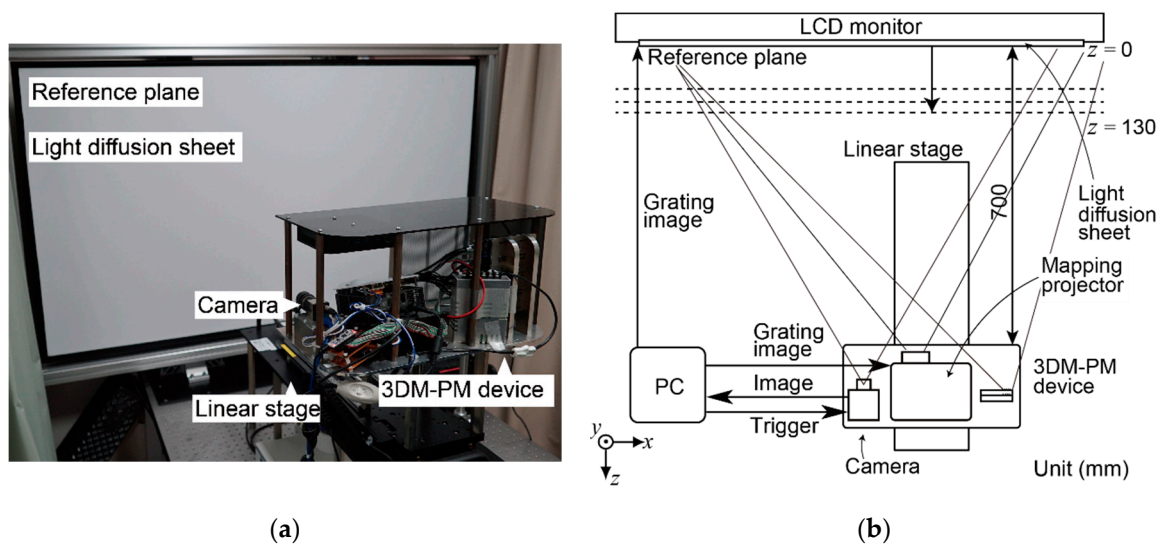 Reference plane
Light diffusion sheet
Camera
3DM-PM device
Linear stage
(a)
LCD monitor
Reference plane
z = 0
z = 130
Linear stage
Grating
image
700
Light
diffusion
sheet
Mapping
projector
Grating
image
PC
Image
Trigger
3DM-PM
device
y
x
z
Camera
Unit (mm)
(b)